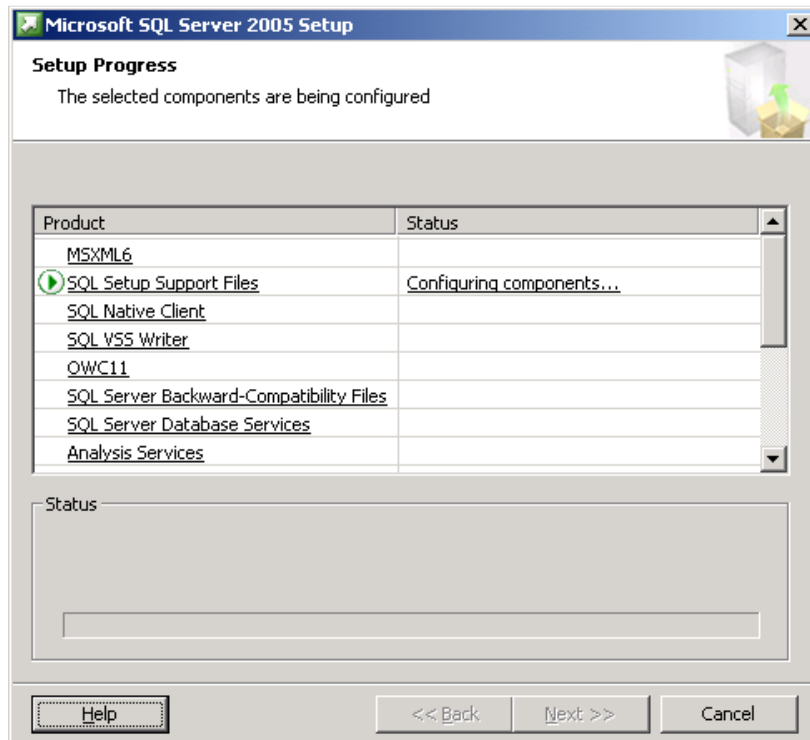 Microsoft SQL Server 2005 Setup
Setup Progress
The selected components are being configured
Product Status
MSXML6
SQL Setup Support Files Configuring components...
SQL Native Client
SQL VSS Writer
OWC11
SQL Server Backward-Compatibility Files
SQL Server Database Services
Analysis Services
Status
Help << Back Next >> Cancel